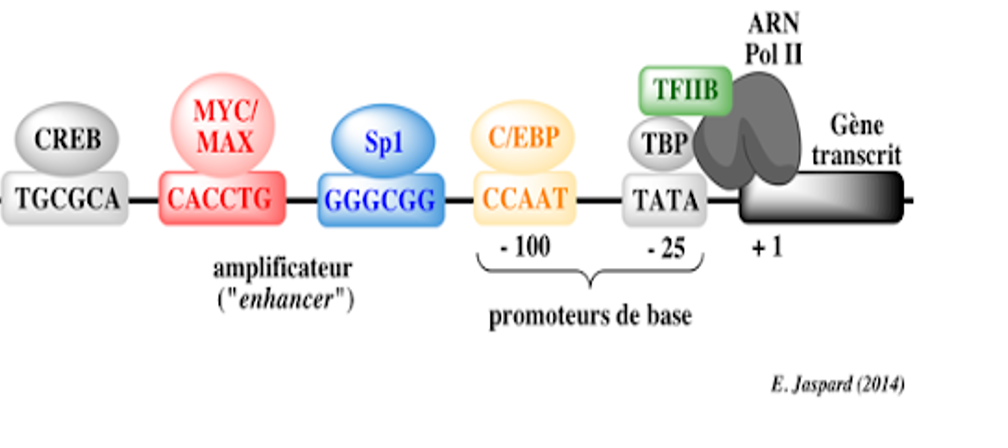 ARN
Pol II
TFIIB
MYC/
MAX
CREB
Sp1
C/EBP
TBP
Gène
transcrit
TGCGCA
CACCTG
GGGCGG
CCAAT
TATA
- 100
- 25
+ 1
amplificateur
("enhancer")
promoteurs de base
E. Jaspard (2014)